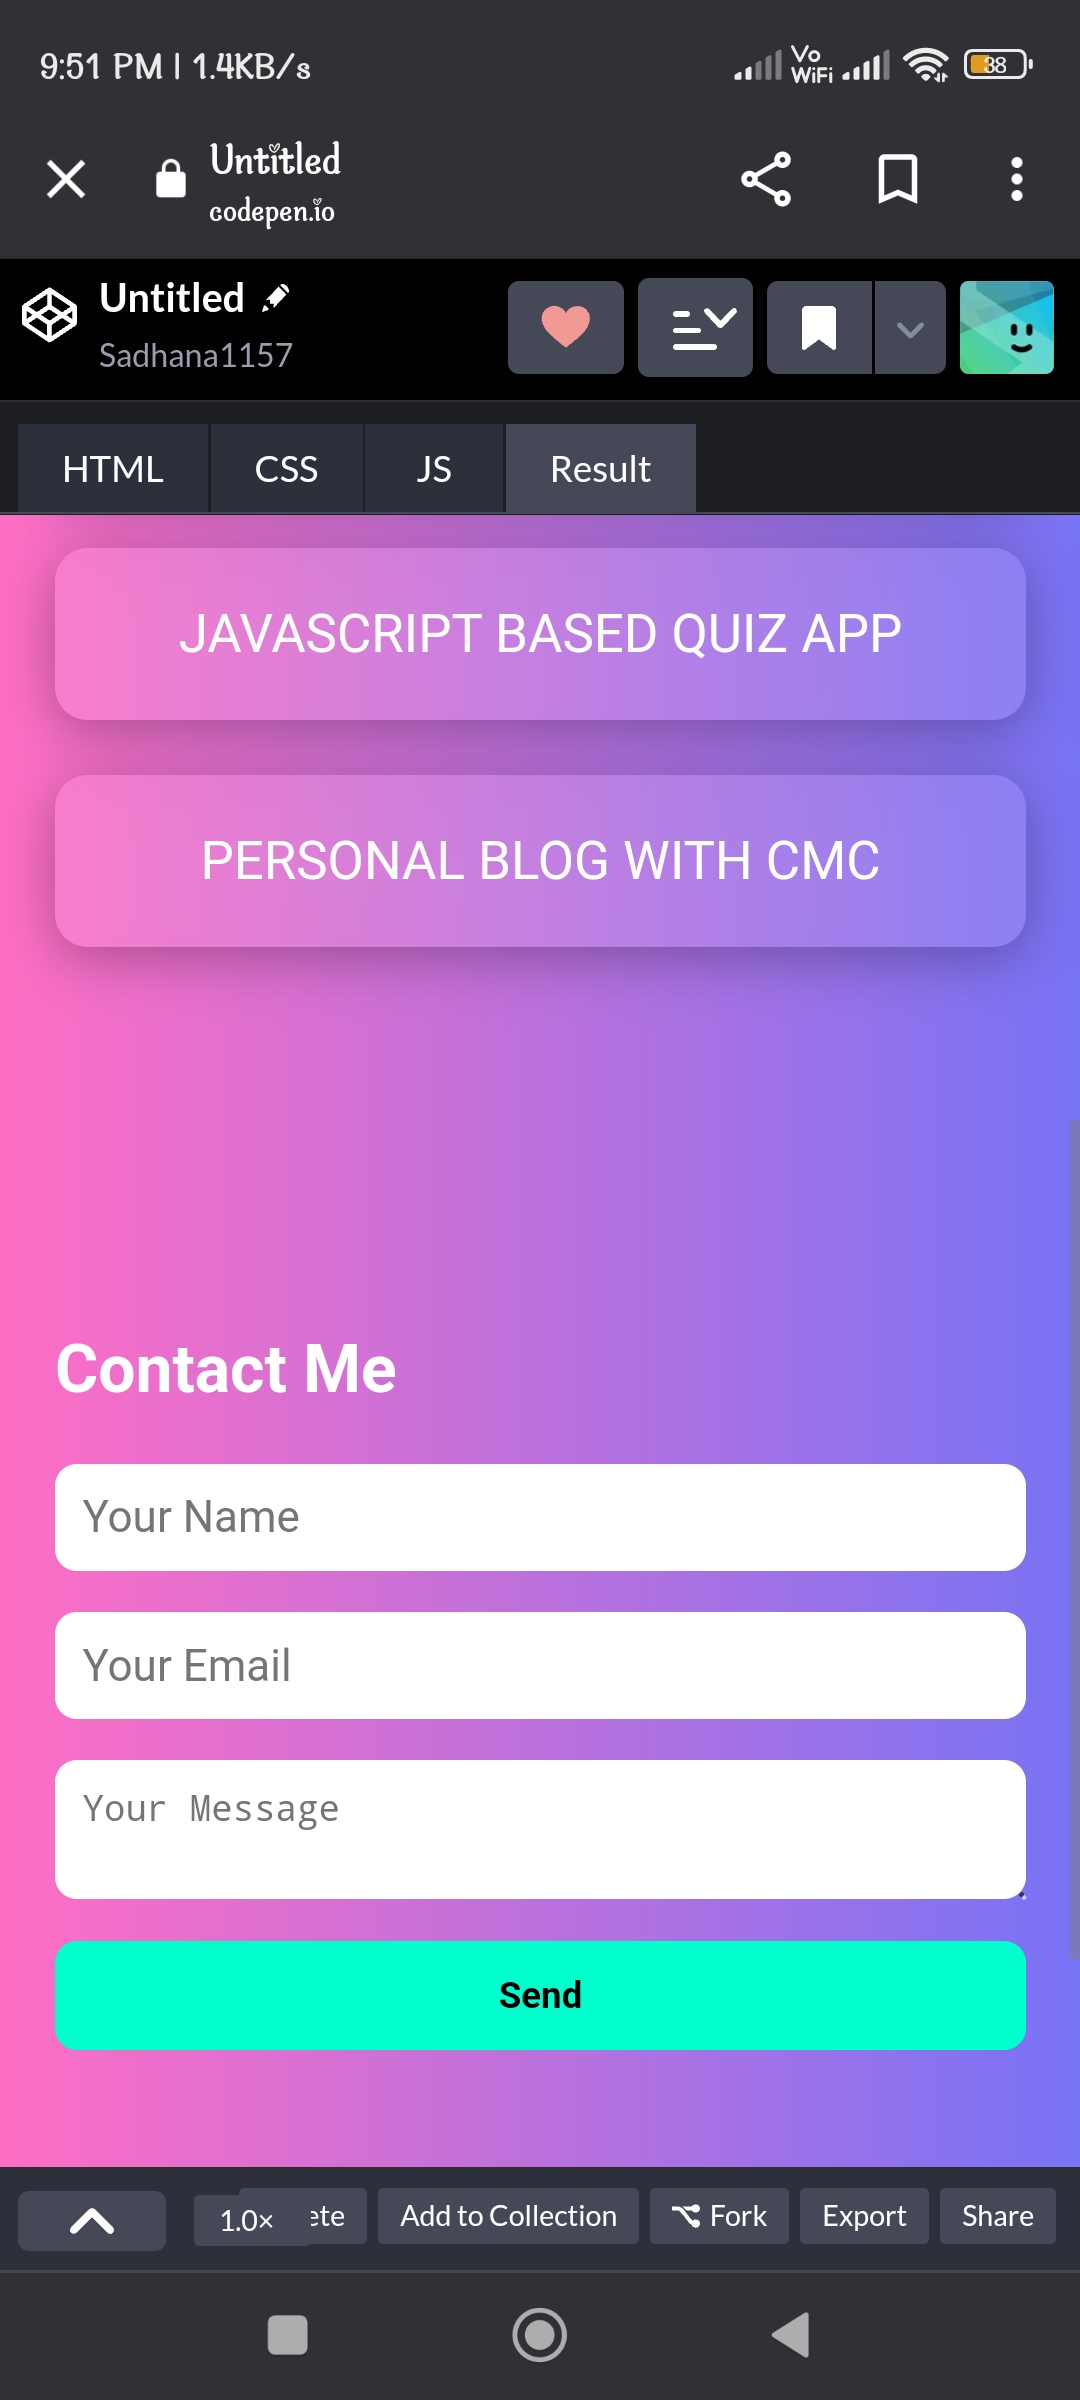 9:51 PM | 1.4KB/s
Vo
WiFi
38
Untitled
codepen.io
Untitled
Sadhana1157
HTML
CSS
JS
Result
JAVASCRIPT BASED QUIZ APP
PERSONAL BLOG WITH CMC
Contact Me
Your Name
Your Email
Your Message
Send
1.0×
Add to Collection
Fork
Export
Share